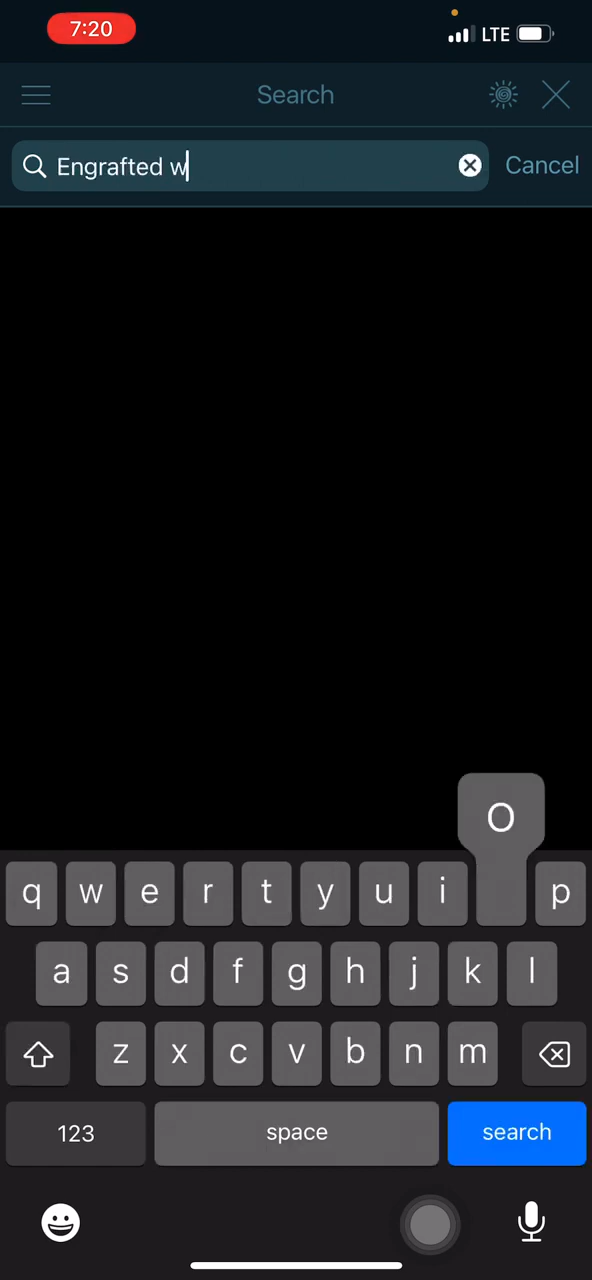 7:20
LTE
Search
Engrafted w
Cancel
O
q w e r t y u i p
a s d f g h j k l
z x c v b n m
123 space search